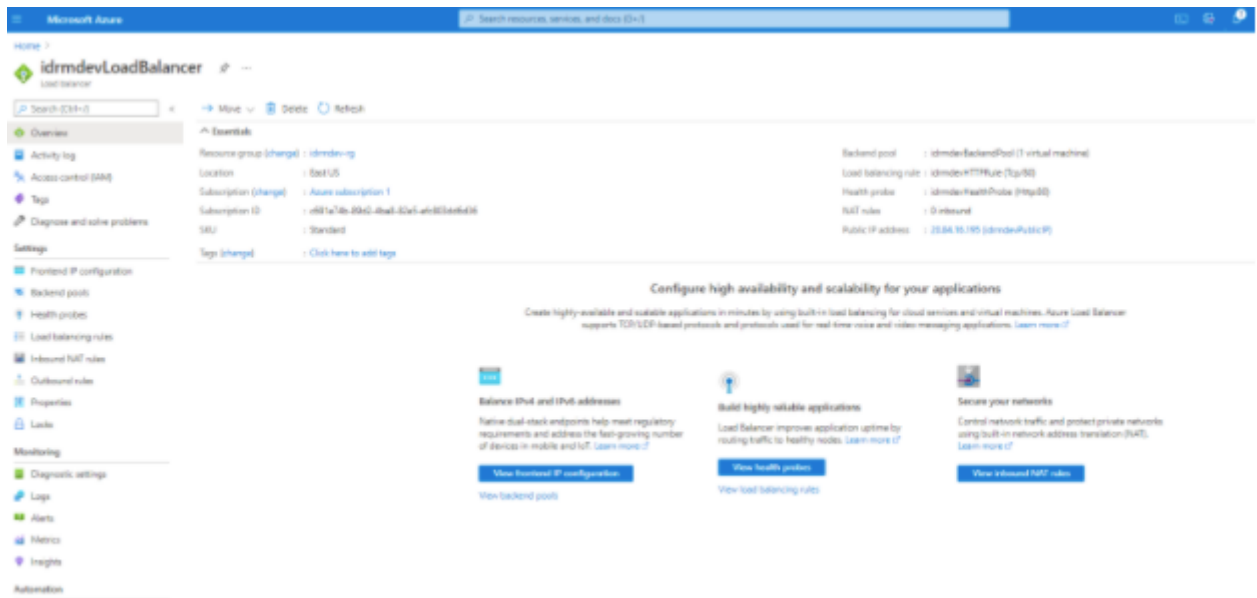 Microsoft Azure
Search resources, services, and docs (G+/)
Home >
idrmdevLoadBalancer
Load balancer
Search (Ctrl+/)
Move
Delete
Refresh
Overview
Activity log
Access control (IAM)
Tags
Diagnose and solve problems
Settings
Frontend IP configuration
Backend pools
Health probes
Load balancing rules
Inbound NAT rules
Outbound rules
Properties
Locks
Monitoring
Diagnostic settings
Logs
Alerts
Metrics
Insights
Automation
Essentials
Resource group (change) : idrmdev-rg
Location : East US
Subscription (change) : Azure subscription 1
Subscription ID :
SKU : Standard
Tags (change) : Click here to add tags
Backend pool : idrmdevBackendPool (1 virtual machine)
Load balancing rule : idrmdevHTTPRule (Tcp/80)
Health probe : idrmdevHealthProbe (Http:80)
NAT rules : 0 inbound
Public IP address : 20.84.16.195 (idrmdevPublicIP)
Configure high availability and scalability for your applications
Create highly-available and scalable applications in minutes by using built-in load balancing for cloud services and virtual machines. Azure Load Balancer
supports TCP/UDP-based protocols and protocols used for real-time voice and video messaging applications. Learn more
Balance IPv4 and IPv6 addresses
Native dual-stack endpoints help meet regulatory
requirements and address the fast-growing number
of devices in mobile and IoT. Learn more
View frontend IP configuration
View backend pools
Build highly reliable applications
Load Balancer improves application uptime by
routing traffic to healthy nodes. Learn more
View health probes
View load balancing rules
Secure your networks
Control network traffic and protect private networks
using built-in network address translation (NAT).
Learn more
View inbound NAT rules